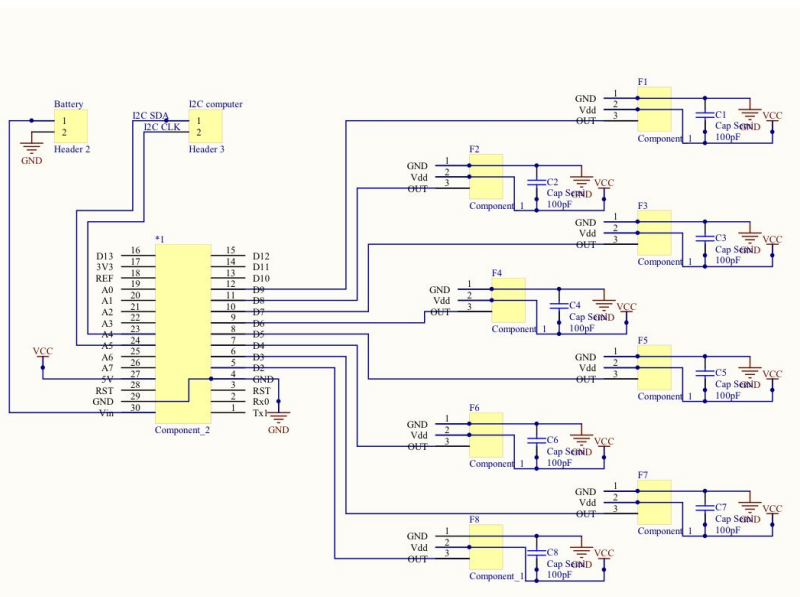 Battery
1
2
Header 2
GND
I2C computer
I2C SDA
I2C CLK
1
2
Header 3
*1
D13 16
3V3 17
REF 18
A0 19
A1 20
A2 21
A3 22
A4 23
A5 24
A6 25
A7 26
5V 27
RST 28
GND 29
Vin 30
15 D12
14 D11
13 D10
12 D9
11 D8
10 D7
9 D6
8 D5
7 D4
6 D3
5 D2
4 GND
3 RST
2 Rx0
1 Tx1
Component_2
VCC
GND
F1
GND 1
Vdd 2
OUT 3
Component_1
C1
Cap Semi
100pF
GND
VCC
F2
GND 1
Vdd 2
OUT 3
Component_1
C2
Cap Semi
100pF
GND
VCC
F3
GND 1
Vdd 2
OUT 3
Component_1
C3
Cap Semi
100pF
GND
VCC
F4
GND 1
Vdd 2
OUT 3
Component_1
C4
Cap Semi
100pF
GND
VCC
F5
GND 1
Vdd 2
OUT 3
Component_1
C5
Cap Semi
100pF
GND
VCC
F6
GND 1
Vdd 2
OUT 3
Component_1
C6
Cap Semi
100pF
GND
VCC
F7
GND 1
Vdd 2
OUT 3
Component_1
C7
Cap Semi
100pF
GND
VCC
F8
GND 1
Vdd 2
OUT 3
Component_1
C8
Cap Semi
100pF
GND
VCC